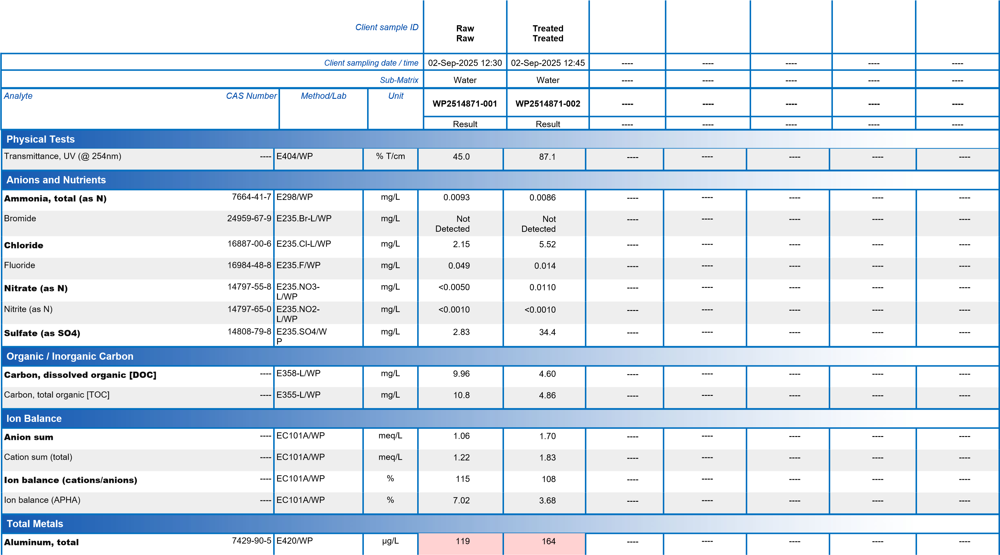 Client sample ID Raw Treated
Raw Treated
Client sampling date / time 02-Sep-2025 12:30 02-Sep-2025 12:45 ---- ---- ---- ---- ----
Sub-Matrix Water Water ---- ---- ---- ---- ----
Analyte CAS Number Method/Lab Unit WP2514871-001 WP2514871-002 ---- ---- ---- ---- ----
Result Result ---- ---- ---- ---- ----
Physical Tests
Transmittance, UV (@ 254nm) ---- E404/WP % T/cm 45.0 87.1 ---- ---- ---- ---- ----
Anions and Nutrients
Ammonia, total (as N) 7664-41-7 E298/WP mg/L 0.0093 0.0086 ---- ---- ---- ---- ----
Bromide 24959-67-9 E235.Br-L/WP mg/L Not Not ---- ---- ---- ---- ----
Detected Detected
Chloride 16887-00-6 E235.Cl-L/WP mg/L 2.15 5.52 ---- ---- ---- ---- ----
Fluoride 16984-48-8 E235.F/WP mg/L 0.049 0.014 ---- ---- ---- ---- ----
Nitrate (as N) 14797-55-8 E235.NO3- mg/L <0.0050 0.0110 ---- ---- ---- ---- ----
L/WP
Nitrite (as N) 14797-65-0 E235.NO2- mg/L <0.0010 <0.0010 ---- ---- ---- ---- ----
L/WP
Sulfate (as SO4) 14808-79-8 E235.SO4/W mg/L 2.83 34.4 ---- ---- ---- ---- ----
P
Organic / Inorganic Carbon
Carbon, dissolved organic [DOC] ---- E358-L/WP mg/L 9.96 4.60 ---- ---- ---- ---- ----
Carbon, total organic [TOC] ---- E355-L/WP mg/L 10.8 4.86 ---- ---- ---- ---- ----
Ion Balance
Anion sum ---- EC101A/WP meq/L 1.06 1.70 ---- ---- ---- ---- ----
Cation sum (total) ---- EC101A/WP meq/L 1.22 1.83 ---- ---- ---- ---- ----
Ion balance (cations/anions) ---- EC101A/WP % 115 108 ---- ---- ---- ---- ----
Ion balance (APHA) ---- EC101A/WP % 7.02 3.68 ---- ---- ---- ---- ----
Total Metals
Aluminum, total 7429-90-5 E420/WP µg/L 119 164 ---- ---- ---- ---- ----